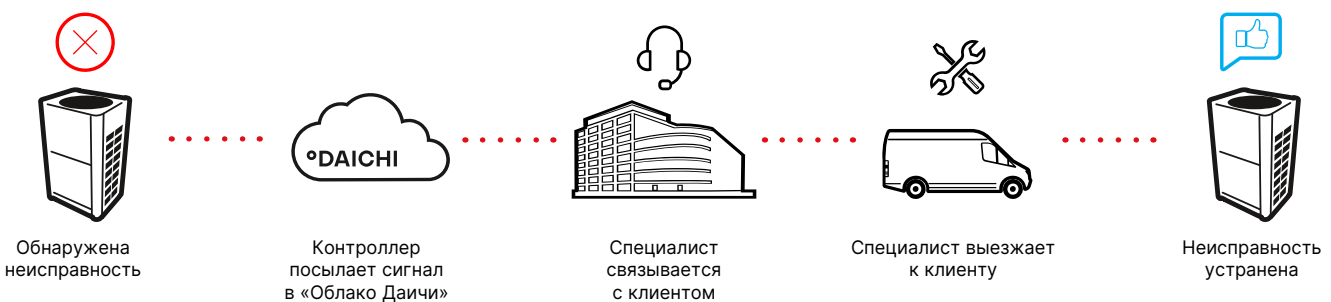 °DAICHI
Обнаружена
неисправность
Контроллер
посылает сигнал
в «Облако Даичи»
Специалист
связывается
с клиентом
Специалист выезжает
к клиенту
Неисправность
устранена